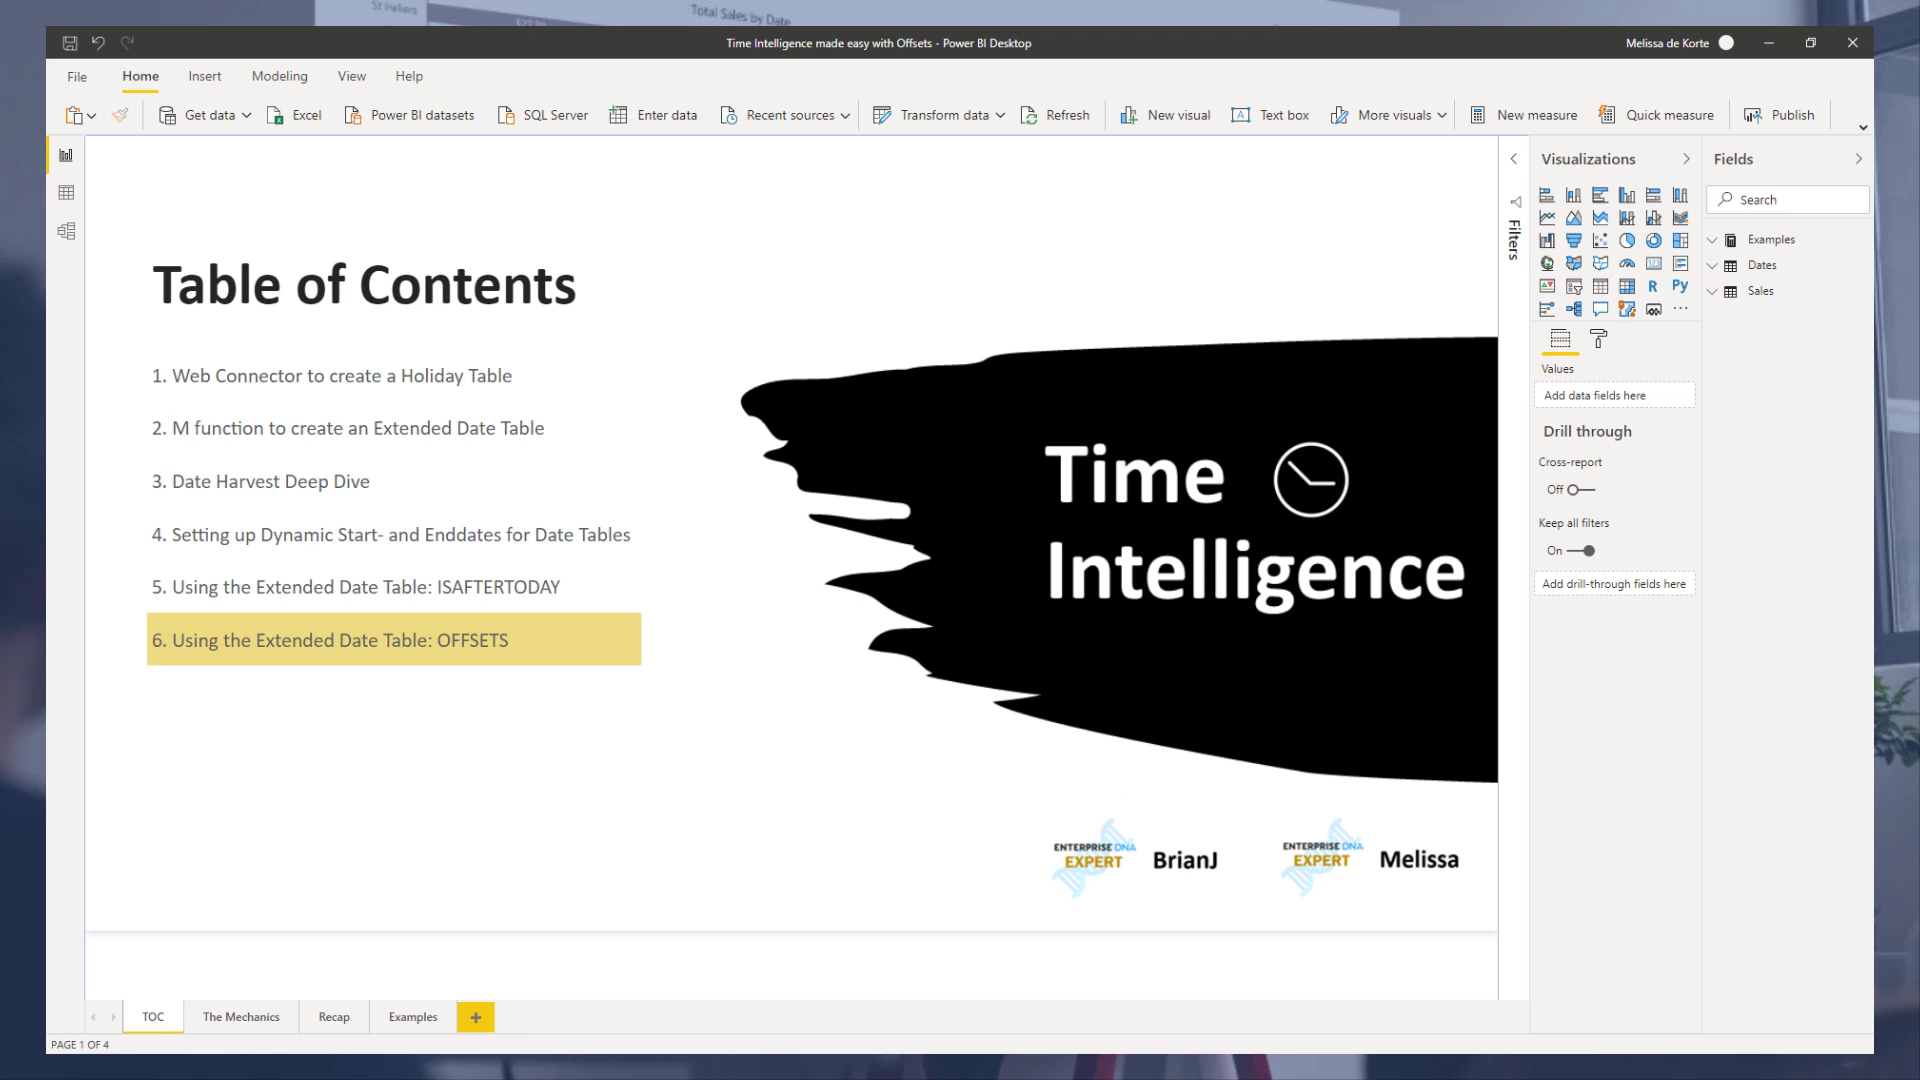 St Heliers
Total Sales by Date
Time Intelligence made easy with Offsets - Power BI Desktop
Melissa de Korte
File Home Insert Modeling View Help
Get data Excel Power BI datasets SQL Server Enter data Recent sources Transform data Refresh New visual Text box More visuals New measure Quick measure Publish
Table of Contents
1. Web Connector to create a Holiday Table
2. M function to create an Extended Date Table
3. Date Harvest Deep Dive
4. Setting up Dynamic Start- and Enddates for Date Tables
5. Using the Extended Date Table: ISAFTERTODAY
6. Using the Extended Date Table: OFFSETS
Time
Intelligence
ENTERPRISE DNA
EXPERT
BrianJ
ENTERPRISE DNA
EXPERT
Melissa
Filters
Visualizations
R Py
Values
Add data fields here
Drill through
Cross-report
Off
Keep all filters
On
Add drill-through fields here
Fields
Search
Examples
Dates
Sales
TOC The Mechanics Recap Examples +
PAGE 1 OF 4